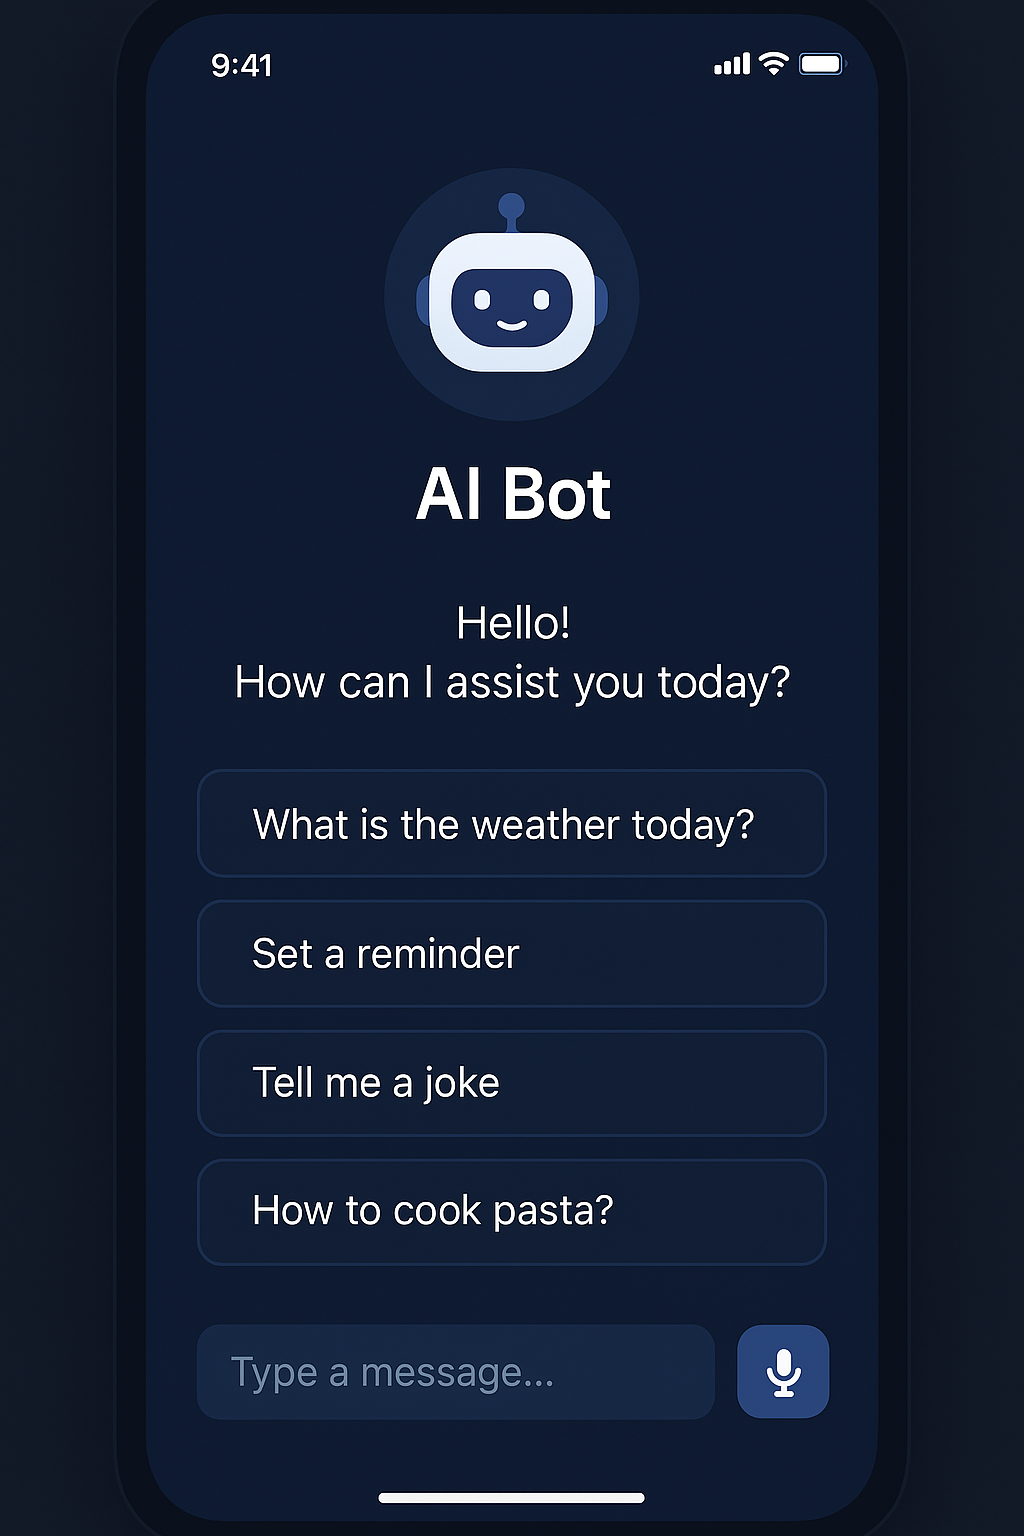 9:41
AI Bot
Hello!
How can I assist you today?
What is the weather today?
Set a reminder
Tell me a joke
How to cook pasta?
Type a message...